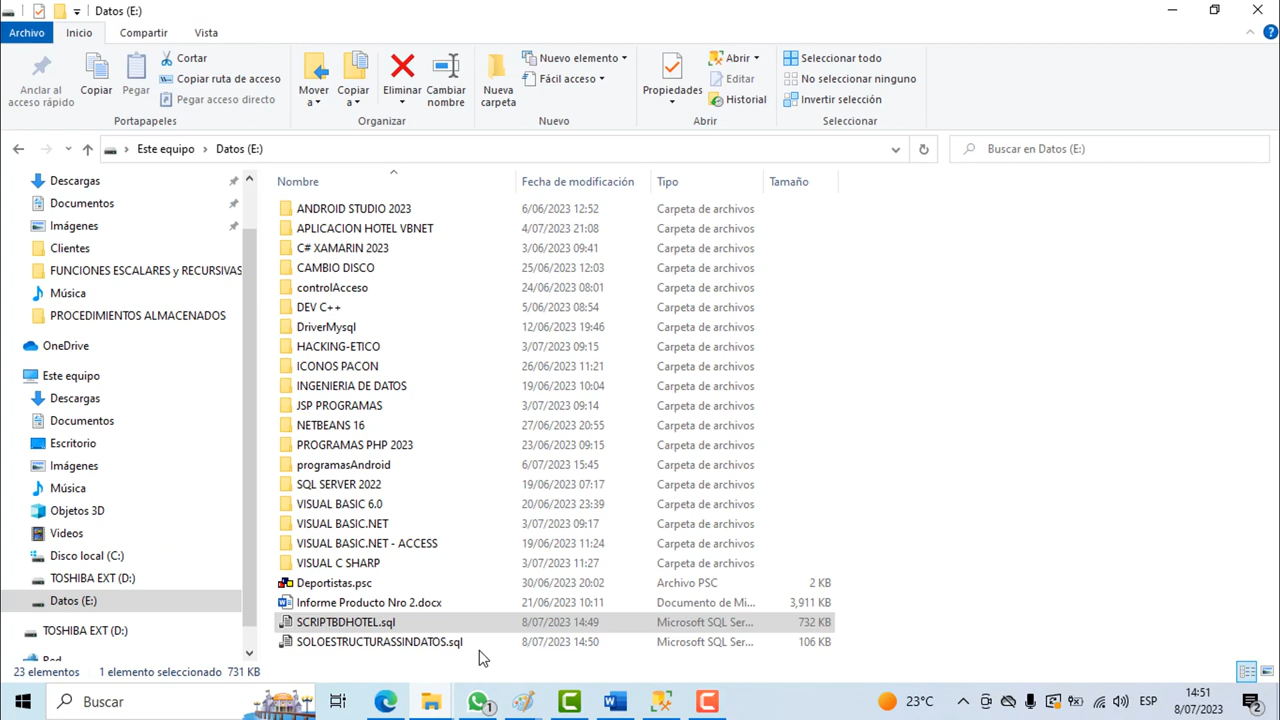 Datos (E:)
Archivo Inicio Compartir Vista
Anclar al acceso rápido
Copiar
Pegar
Cortar
Copiar ruta de acceso
Pegar acceso directo
Portapapeles
Mover a
Copiar a
Eliminar
Cambiar nombre
Organizar
Nueva carpeta
Nuevo elemento
Fácil acceso
Nuevo
Propiedades
Abrir
Editar
Historial
Abrir
Seleccionar todo
No seleccionar ninguno
Invertir selección
Seleccionar
Este equipo > Datos (E:)
Buscar en Datos (E:)
Descargas
Documentos
Imágenes
Clientes
FUNCIONES ESCALARES y RECURSIVAS
Música
PROCEDIMIENTOS ALMACENADOS
OneDrive
Este equipo
Descargas
Documentos
Escritorio
Imágenes
Música
Objetos 3D
Videos
Disco local (C:)
TOSHIBA EXT (D:)
Datos (E:)
TOSHIBA EXT (D:)
Red
Nombre Fecha de modificación Tipo Tamaño
ANDROID STUDIO 2023 6/06/2023 12:52 Carpeta de archivos
APLICACION HOTEL VBNET 4/07/2023 21:08 Carpeta de archivos
C# XAMARIN 2023 3/06/2023 09:41 Carpeta de archivos
CAMBIO DISCO 25/06/2023 12:03 Carpeta de archivos
controlAcceso 24/06/2023 08:01 Carpeta de archivos
DEV C++ 5/06/2023 08:54 Carpeta de archivos
DriverMysql 12/06/2023 19:46 Carpeta de archivos
HACKING-ETICO 3/07/2023 09:15 Carpeta de archivos
ICONOS PACON 26/06/2023 11:21 Carpeta de archivos
INGENIERIA DE DATOS 19/06/2023 10:04 Carpeta de archivos
JSP PROGRAMAS 3/07/2023 09:14 Carpeta de archivos
NETBEANS 16 27/06/2023 20:55 Carpeta de archivos
PROGRAMAS PHP 2023 23/06/2023 09:15 Carpeta de archivos
programasAndroid 6/07/2023 15:45 Carpeta de archivos
SQL SERVER 2022 19/06/2023 07:17 Carpeta de archivos
VISUAL BASIC 6.0 20/06/2023 23:39 Carpeta de archivos
VISUAL BASIC.NET 3/07/2023 09:17 Carpeta de archivos
VISUAL BASIC.NET - ACCESS 19/06/2023 11:24 Carpeta de archivos
VISUAL C SHARP 3/07/2023 11:27 Carpeta de archivos
Deportistas.psc 30/06/2023 20:02 Archivo PSC 2 KB
Informe Producto Nro 2.docx 21/06/2023 10:11 Documento de Mi... 3,911 KB
SCRIPTBDHOTEL.sql 8/07/2023 14:49 Microsoft SQL Ser... 732 KB
SOLOESTRUCTURASSINDATOS.sql 8/07/2023 14:50 Microsoft SQL Ser... 106 KB
23 elementos 1 elemento seleccionado 731 KB
Buscar
1
23°C
ESP
14:51
8/07/2023
2